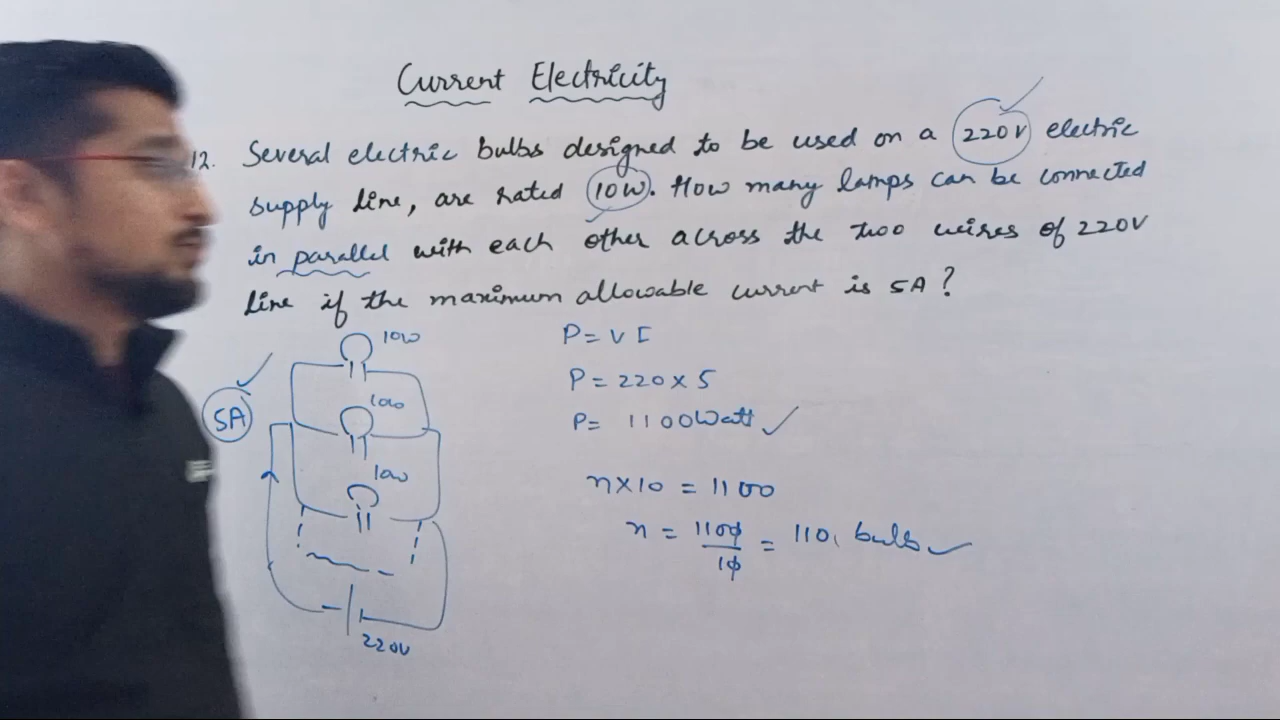 Current Electricity
12. Several electric bulbs designed to be used on a 220V electric
supply line, are rated 10W. How many lamps can be connected
in parallel with each other across the two wires of 220V
line if the maximum allowable current is 5A?
10W
10W
10W
5A
220V
P = VI
P = 220 × 5
P = 1100 Watt
n×10 = 1100
n = 1100/10 = 110, bulbs